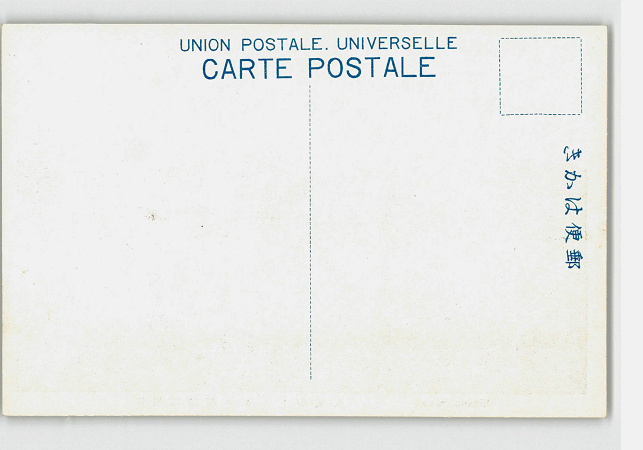 UNION POSTALE. UNIVERSELLE
CARTE POSTALE
きかは便郵